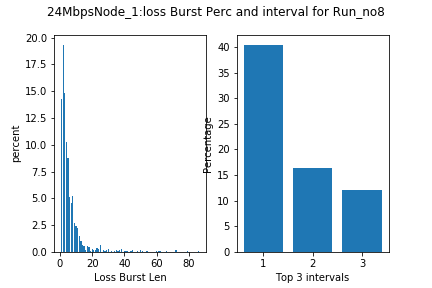 24MbpsNode_1:loss Burst Perc and interval for Run_no8
percent
20.0
17.5
15.0
12.5
10.0
7.5
5.0
2.5
0.0
0 20 40 60 80
Loss Burst Len
Percentage
40
35
30
25
20
15
10
5
0
1 2 3
Top 3 intervals